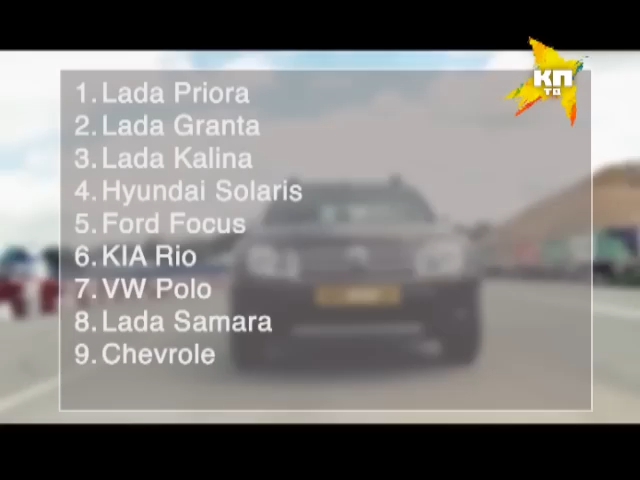 КП
ТВ
1. Lada Priora
2. Lada Granta
3. Lada Kalina
4. Hyundai Solaris
5. Ford Focus
6. KIA Rio
7. VW Polo
8. Lada Samara
9. Chevrole